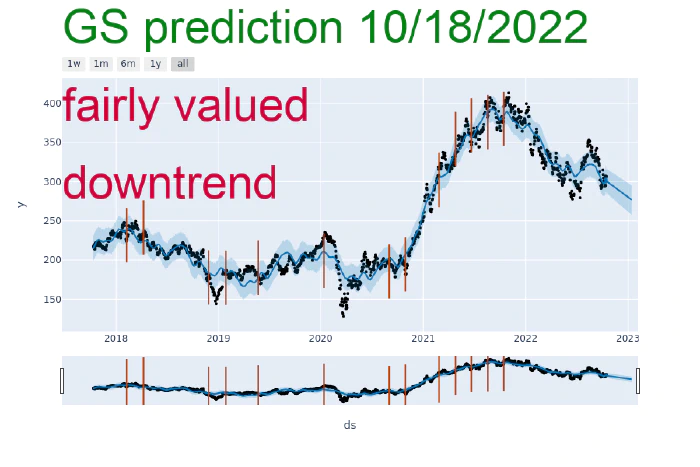 GS prediction 10/18/2022
1w 1m 6m 1y all
fairly valued
downtrend
400
350
300
250
200
150
y
2018 2019 2020 2021 2022 2023
ds